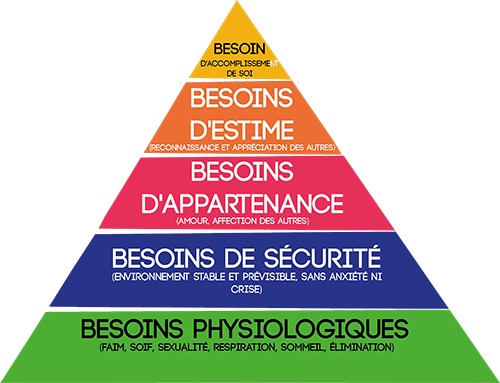 BESOIN
D'ACCOMPLISSEMENT
DE SOI
BESOINS
D'ESTIME
(RECONNAISSANCE ET APPRÉCIATION DES AUTRES)
BESOINS
D'APPARTENANCE
(AMOUR, AFFECTION DES AUTRES)
BESOINS DE SÉCURITÉ
(ENVIRONNEMENT STABLE ET PRÉVISIBLE, SANS ANXIÉTÉ NI
CRISE)
BESOINS PHYSIOLOGIQUES
(FAIM, SOIF, SEXUALITÉ, RESPIRATION, SOMMEIL, ÉLIMINATION)